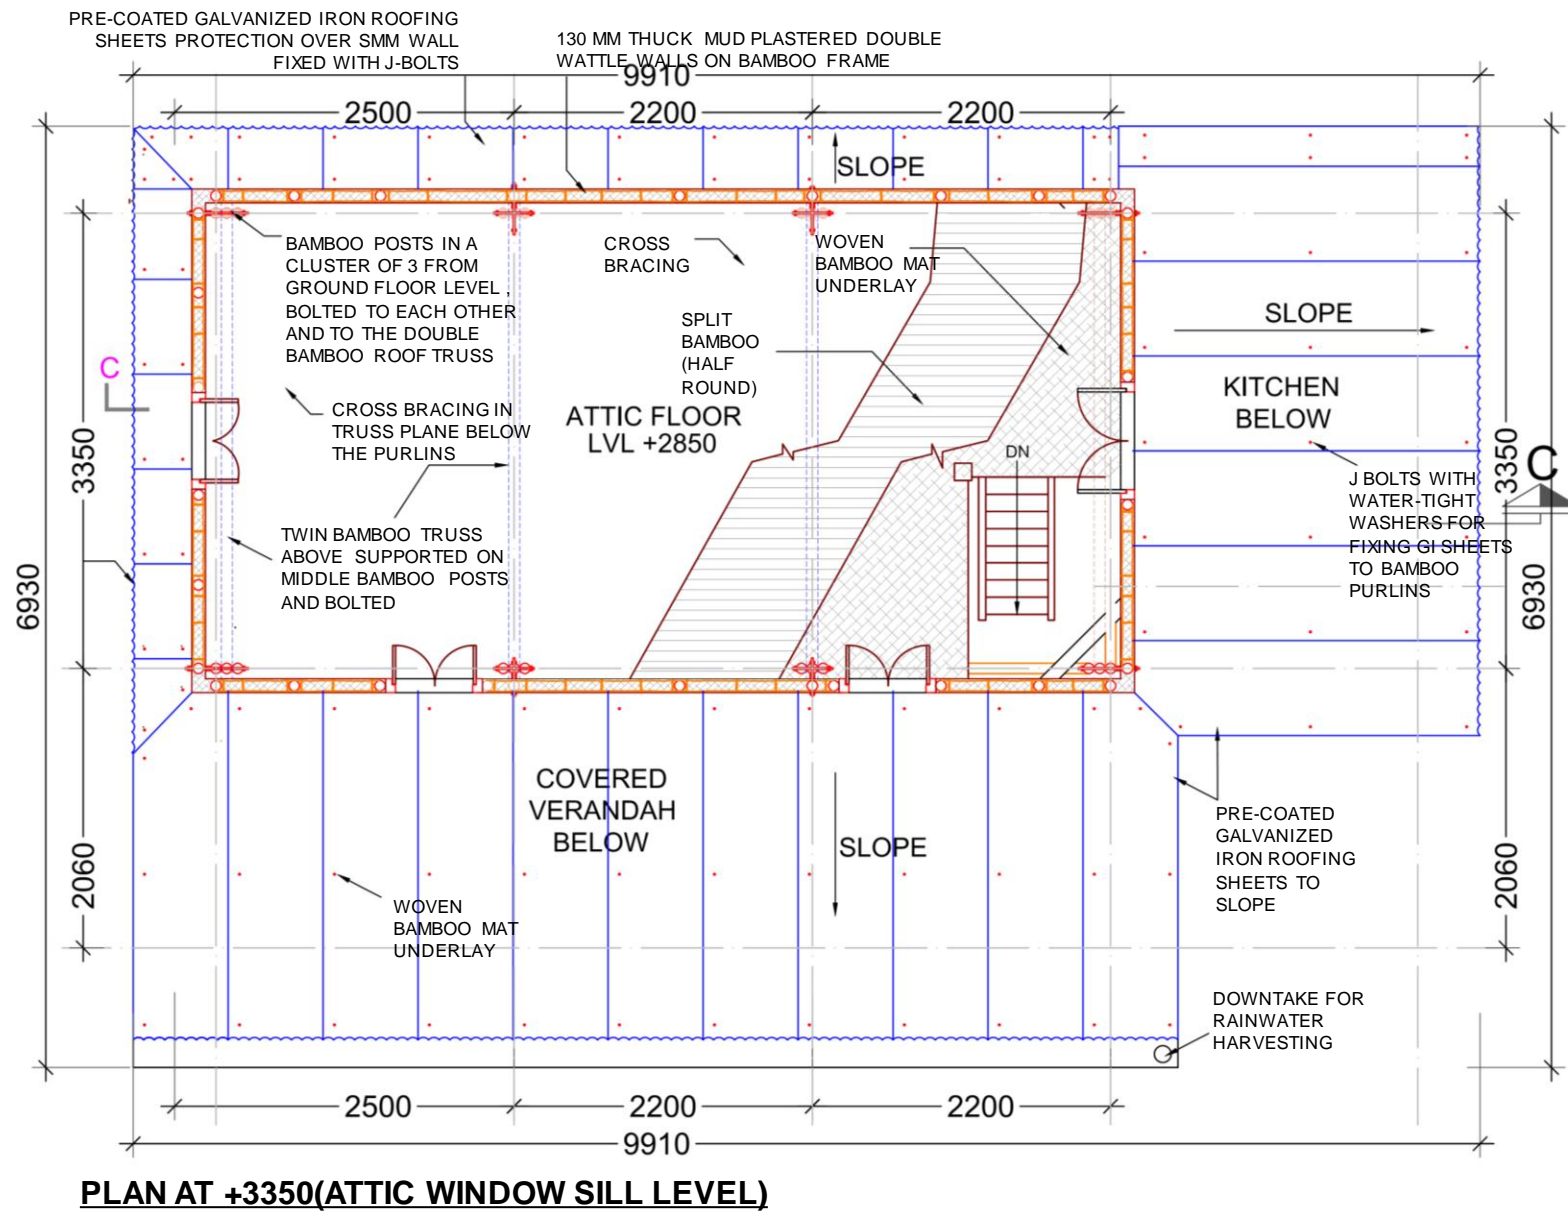 PRE-COATED GALVANIZED IRON ROOFING
SHEETS PROTECTION OVER SMM WALL
FIXED WITH J-BOLTS
130 MM THUCK MUD PLASTERED DOUBLE
WATTLE WALLS ON BAMBOO FRAME
9910
2500
2200
2200
SLOPE
BAMBOO POSTS IN A
CLUSTER OF 3 FROM
GROUND FLOOR LEVEL ,
BOLTED TO EACH OTHER
AND TO THE DOUBLE
BAMBOO ROOF TRUSS
CROSS
BRACING
WOVEN
BAMBOO MAT
UNDERLAY
SPLIT
BAMBOO
(HALF
ROUND)
SLOPE
C
CROSS BRACING IN
TRUSS PLANE BELOW
THE PURLINS
ATTIC FLOOR
LVL +2850
KITCHEN
BELOW
DN
3350
3350
C
J BOLTS WITH
WATER-TIGHT
WASHERS FOR
FIXING GI SHEETS
TO BAMBOO
PURLINS
TWIN BAMBOO TRUSS
ABOVE SUPPORTED ON
MIDDLE BAMBOO POSTS
AND BOLTED
6930
6930
COVERED
VERANDAH
BELOW
SLOPE
PRE-COATED
GALVANIZED
IRON ROOFING
SHEETS TO
SLOPE
2060
2060
WOVEN
BAMBOO MAT
UNDERLAY
DOWNTAKE FOR
RAINWATER
HARVESTING
2500
2200
2200
9910
PLAN AT +3350(ATTIC WINDOW SILL LEVEL)